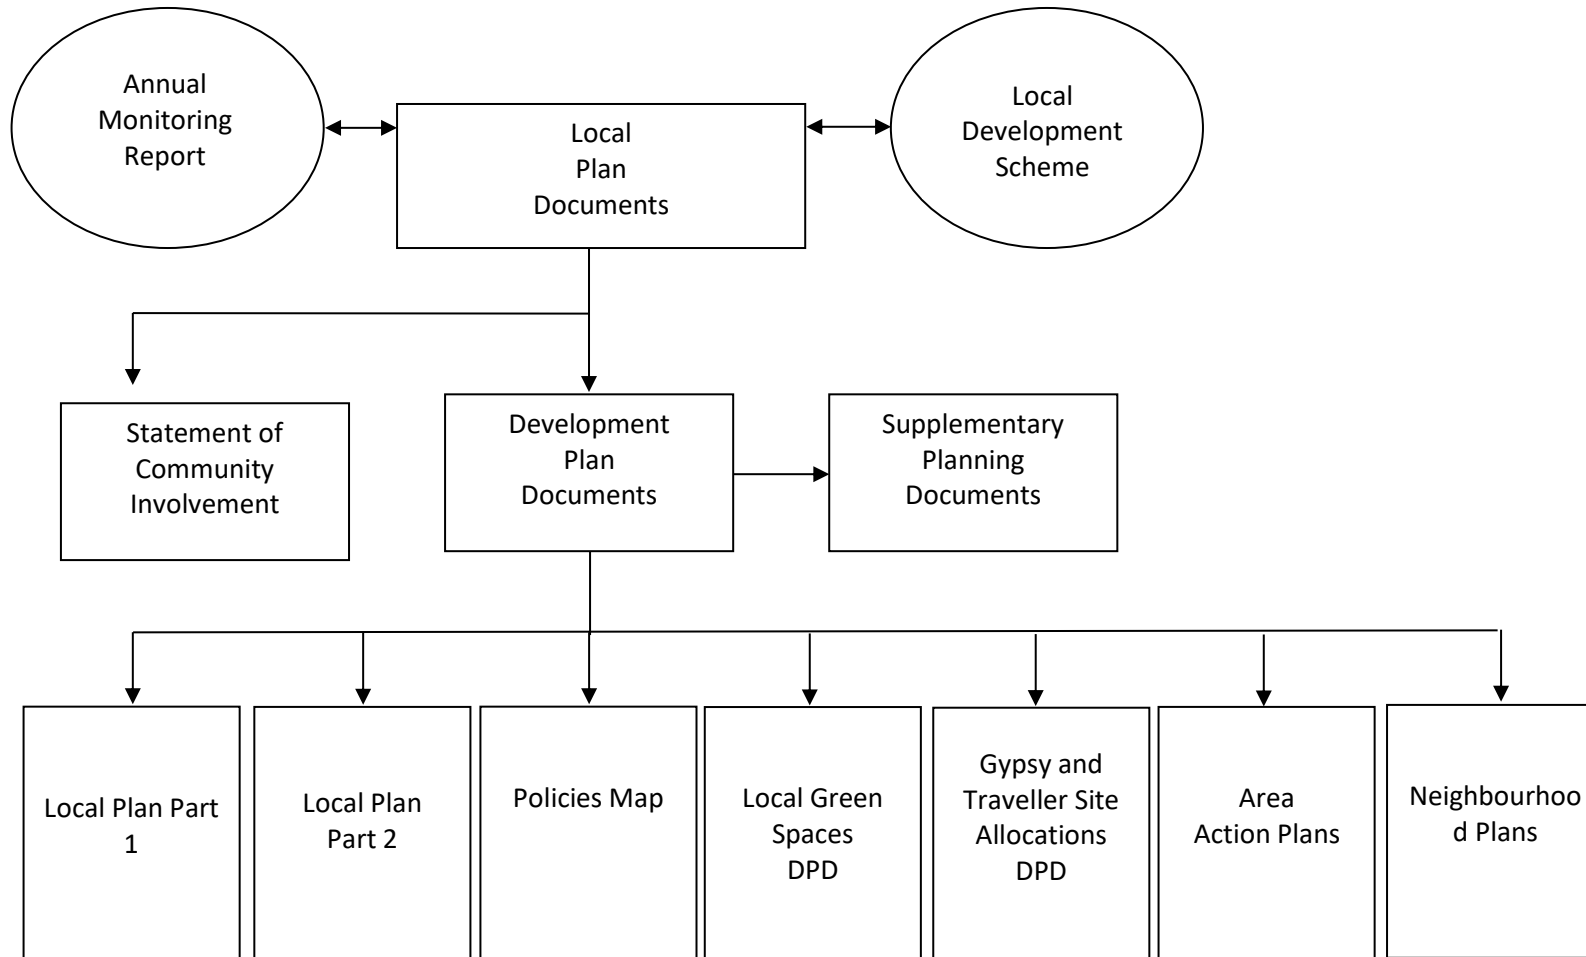 Annual
Monitoring
Report
Local
Plan
Documents
Local
Development
Scheme
Statement of
Community
Involvement
Development
Plan
Documents
Supplementary
Planning
Documents
Local Plan Part
1
Local Plan
Part 2
Policies Map
Local Green
Spaces
DPD
Gypsy and
Traveller Site
Allocations
DPD
Area
Action Plans
Neighbourhoo
d Plans